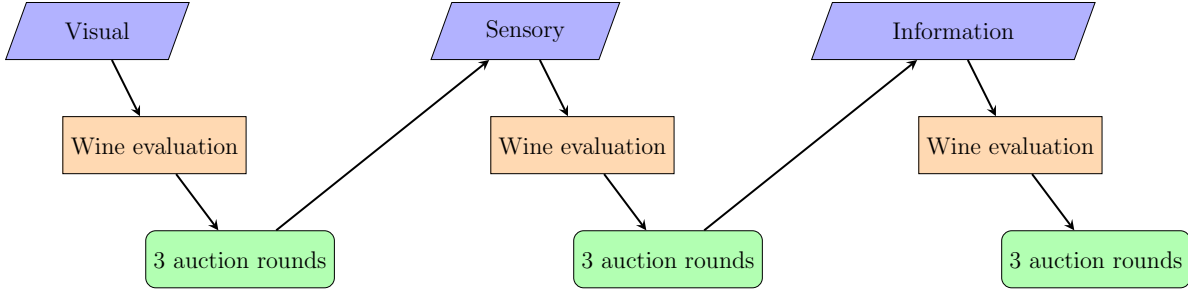 Visual
Sensory
Information
Wine evaluation
Wine evaluation
Wine evaluation
3 auction rounds
3 auction rounds
3 auction rounds